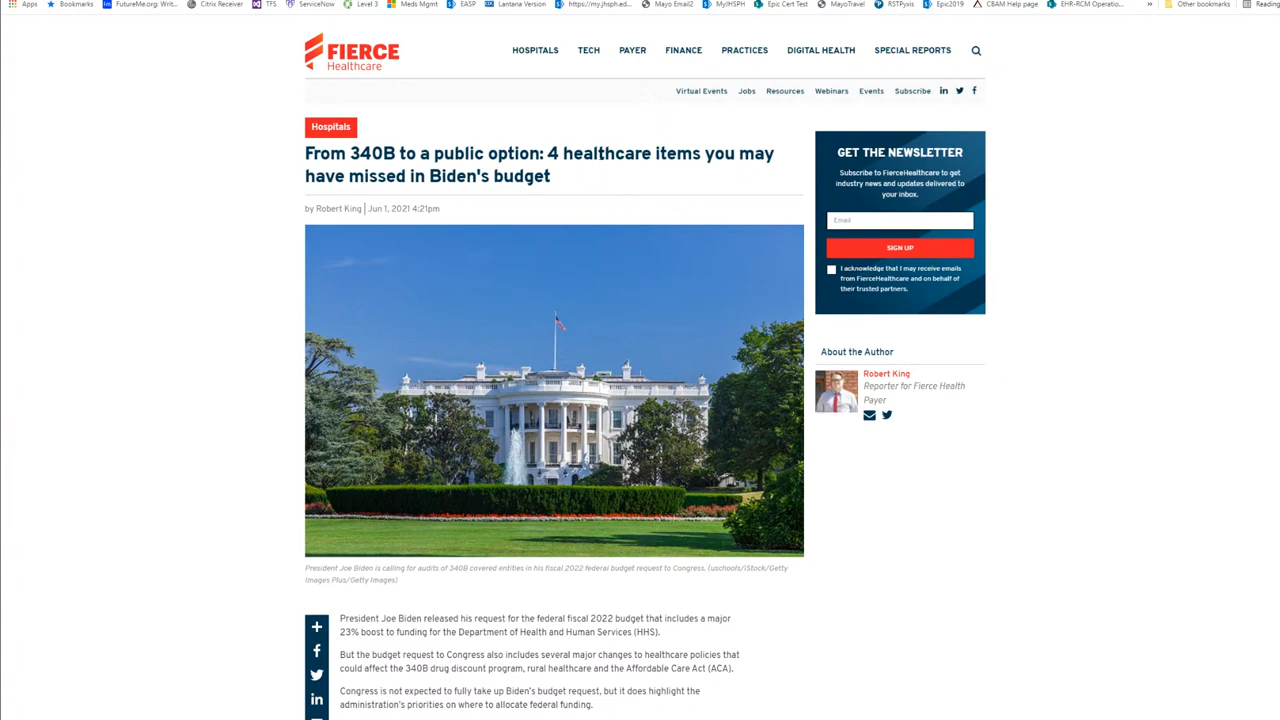 Apps Bookmarks FutureMe.org: Writ... Citrix Receiver TFS ServiceNow Level 3 Meds Mgmt EASP Lantana Version https://my.jhsph.ed... Mayo Email2 MyJHSPH Epic Cert Test MayoTravel RSTPyxis Epic2019 CBAM Help page EHR-RCM Operatio... » Other bookmarks Reading
FIERCE
Healthcare
HOSPITALS TECH PAYER FINANCE PRACTICES DIGITAL HEALTH SPECIAL REPORTS
Virtual Events Jobs Resources Webinars Events Subscribe
Hospitals
From 340B to a public option: 4 healthcare items you may
have missed in Biden's budget
by Robert King | Jun 1, 2021 4:21pm
GET THE NEWSLETTER
Subscribe to FierceHealthcare to get
industry news and updates delivered to
your inbox.
Email
SIGN UP
I acknowledge that I may receive emails
from FierceHealthcare and on behalf of
their trusted partners.
About the Author
Robert King
Reporter for Fierce Health
Payer
President Joe Biden is calling for audits of 340B covered entities in his fiscal 2022 federal budget request to Congress. (uschools/iStock/Getty
Images Plus/Getty Images)
President Joe Biden released his request for the federal fiscal 2022 budget that includes a major
23% boost to funding for the Department of Health and Human Services (HHS).
But the budget request to Congress also includes several major changes to healthcare policies that
could affect the 340B drug discount program, rural healthcare and the Affordable Care Act (ACA).
Congress is not expected to fully take up Biden's budget request, but it does highlight the
administration's priorities on where to allocate federal funding.